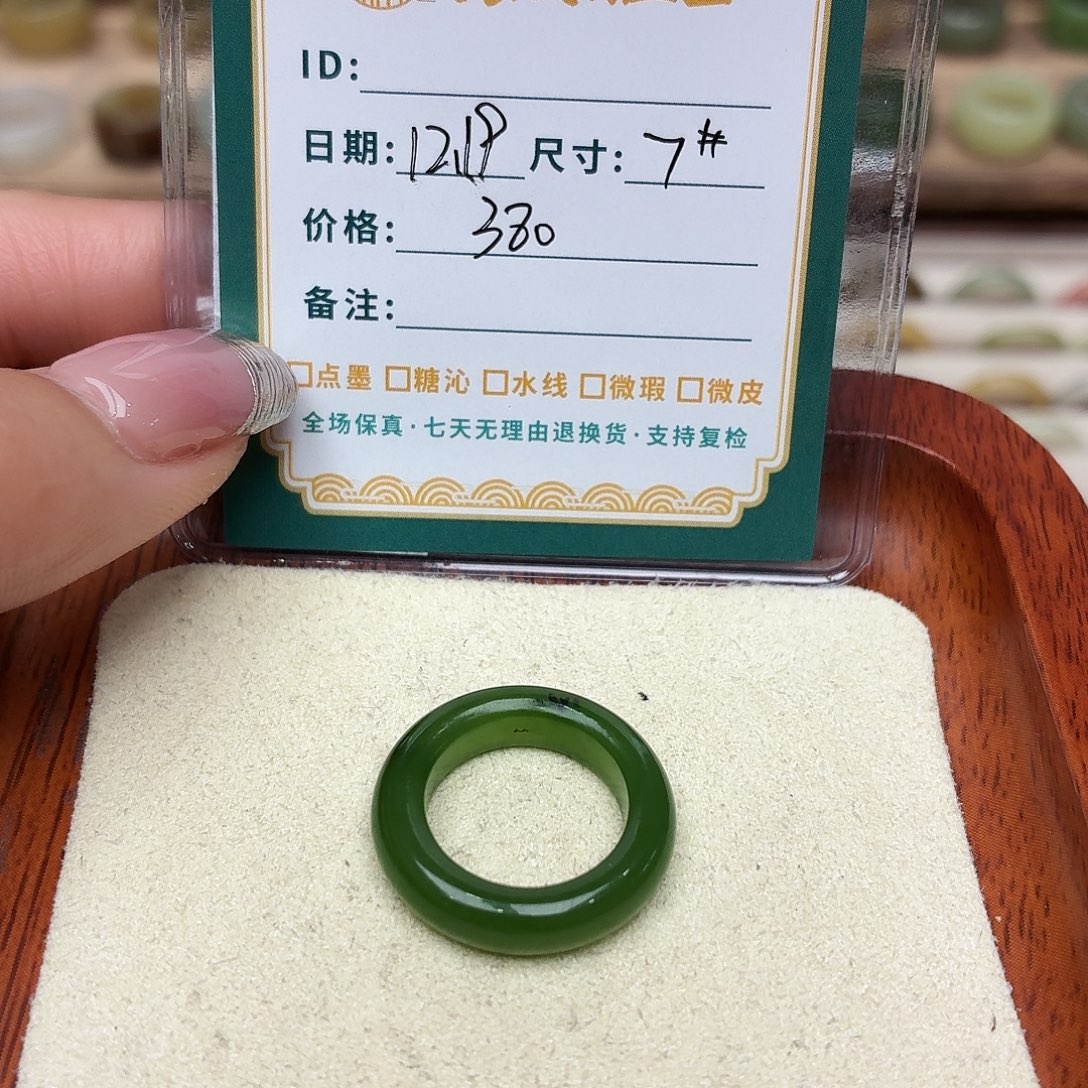 ID:
日期: 12.19 尺寸: 7#
价格: 380
备注:
□点墨 □糖沁 □水线 □微瑕 □微皮
全场保真·七天无理由退换货·支持复检